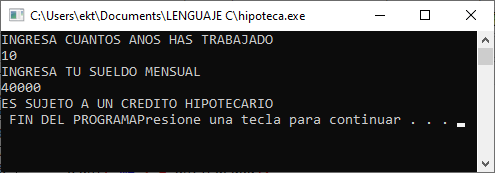 C:\Users\ekt\Documents\LENGUAJE C\hipoteca.exe
INGRESA CUANTOS ANOS HAS TRABAJADO
10
INGRESA TU SUELDO MENSUAL
40000
ES SUJETO A UN CREDITO HIPOTECARIO
FIN DEL PROGRAMAPresione una tecla para continuar . . .